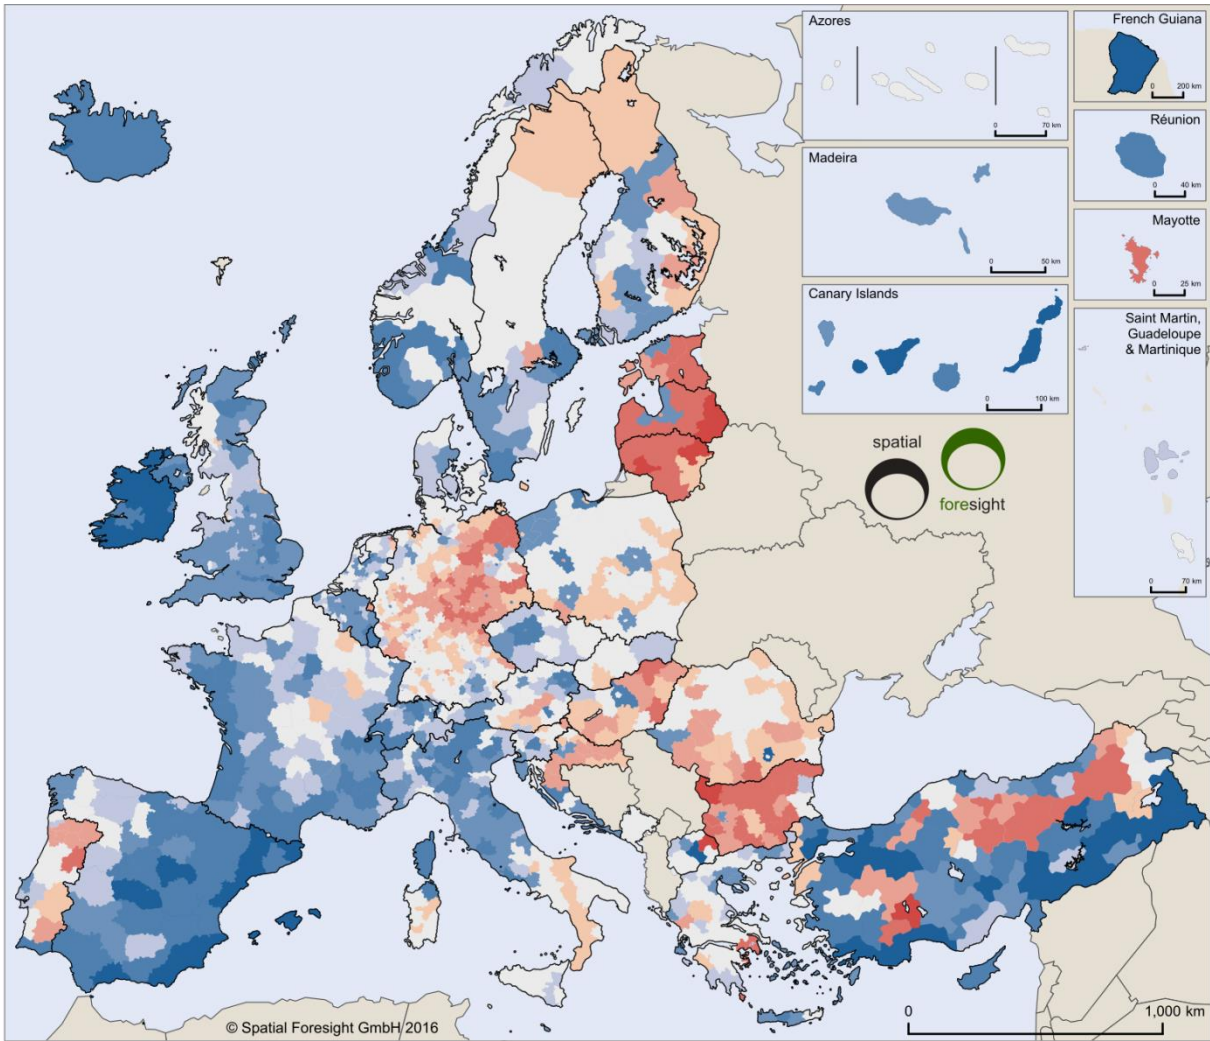 Azores
0 70 km
French Guiana
0 200 km
Réunion
0 40 km
Madeira
0 50 km
Mayotte
0 25 km
Canary Islands
0 100 km
Saint Martin,
Guadeloupe
& Martinique
0 70 km
spatial
foresight
0 1,000 km
© Spatial Foresight GmbH 2016